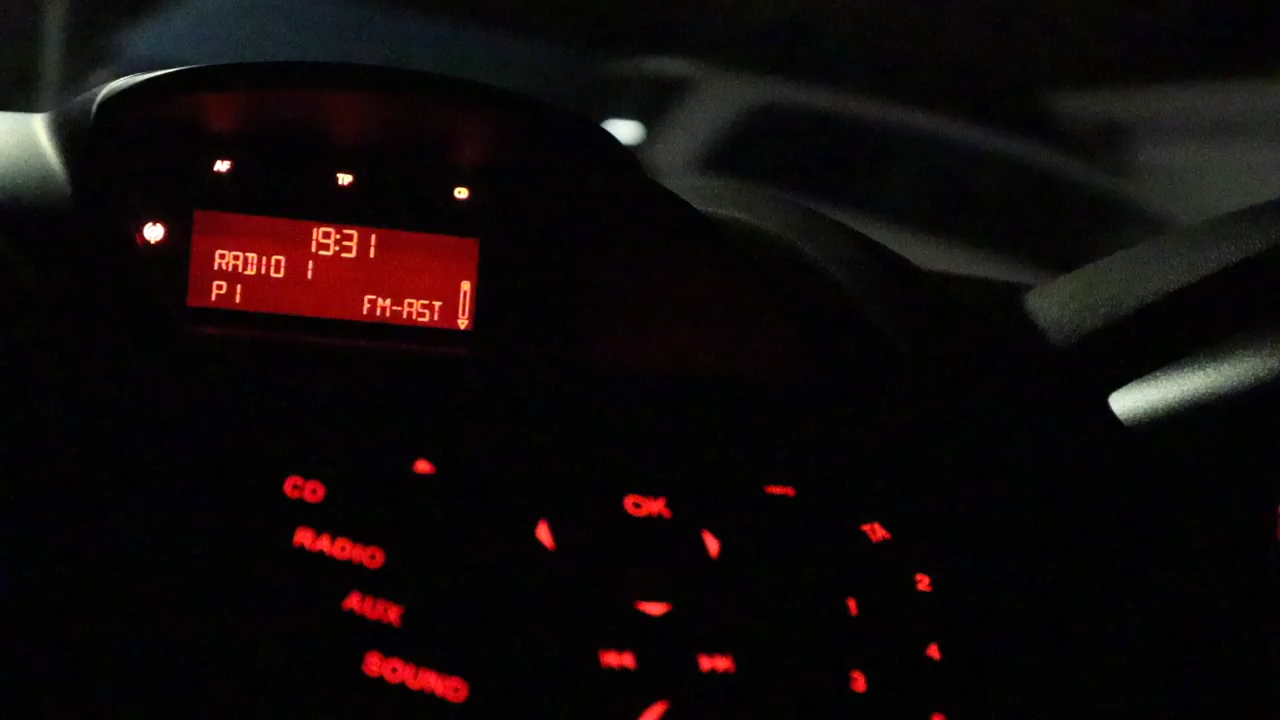 AF TP CD
19:31
RADIO 1
P1 FM-AST
CD
OK
TA
RADIO
2
1
AUX
4
SOUND
3